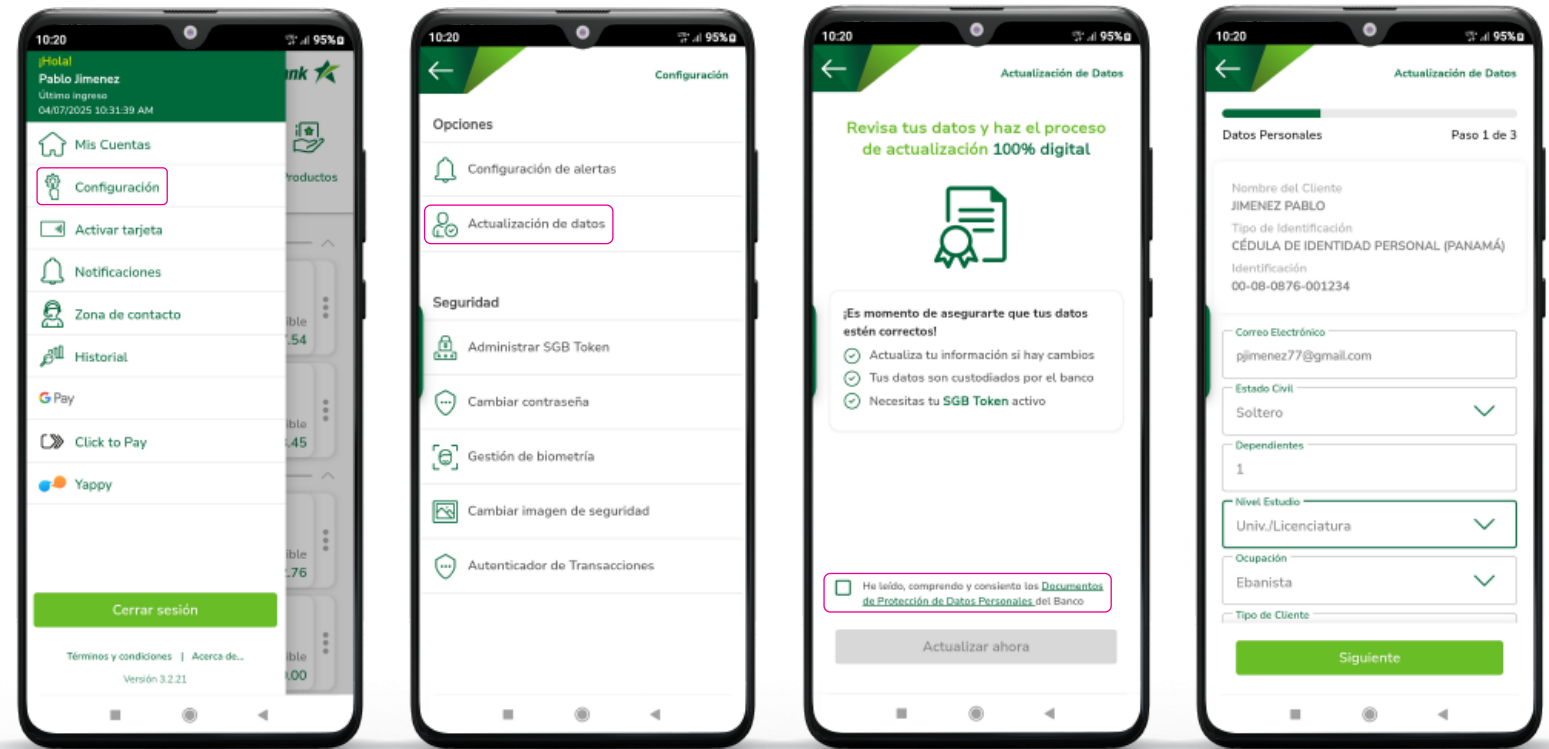 10:20
95%
¡Hola!
Pablo Jimenez
Último ingreso
04/07/2025 10:31:39 AM
Mis Cuentas
Configuración
Activar tarjeta
Notificaciones
Zona de contacto
Historial
G Pay
Click to Pay
Yappy
Cerrar sesión
Términos y condiciones | Acerca de...
Versión 3.2.21
ank
Productos
ible
.54
ible
.45
ible
.76
ible
.00
10:20
95%
Configuración
Opciones
Configuración de alertas
Actualización de datos
Seguridad
Administrar SGB Token
Cambiar contraseña
Gestión de biometría
Cambiar imagen de seguridad
Autenticador de Transacciones
10:20
95%
Actualización de Datos
Revisa tus datos y haz el proceso
de actualización 100% digital
¡Es momento de asegurarte que tus datos
estén correctos!
Actualiza tu información si hay cambios
Tus datos son custodiados por el banco
Necesitas tu SGB Token activo
He leído, comprendo y consiento los Documentos
de Protección de Datos Personales del Banco
Actualizar ahora
10:20
95%
Actualización de Datos
Datos Personales Paso 1 de 3
Nombre del Cliente
JIMENEZ PABLO
Tipo de Identificación
CÉDULA DE IDENTIDAD PERSONAL (PANAMÁ)
Identificación
00-08-0876-001234
Correo Electrónico
pjimenez77@gmail.com
Estado Civil
Soltero
Dependientes
1
Nivel Estudio
Univ./Licenciatura
Ocupación
Ebanista
Tipo de Cliente
Siguiente